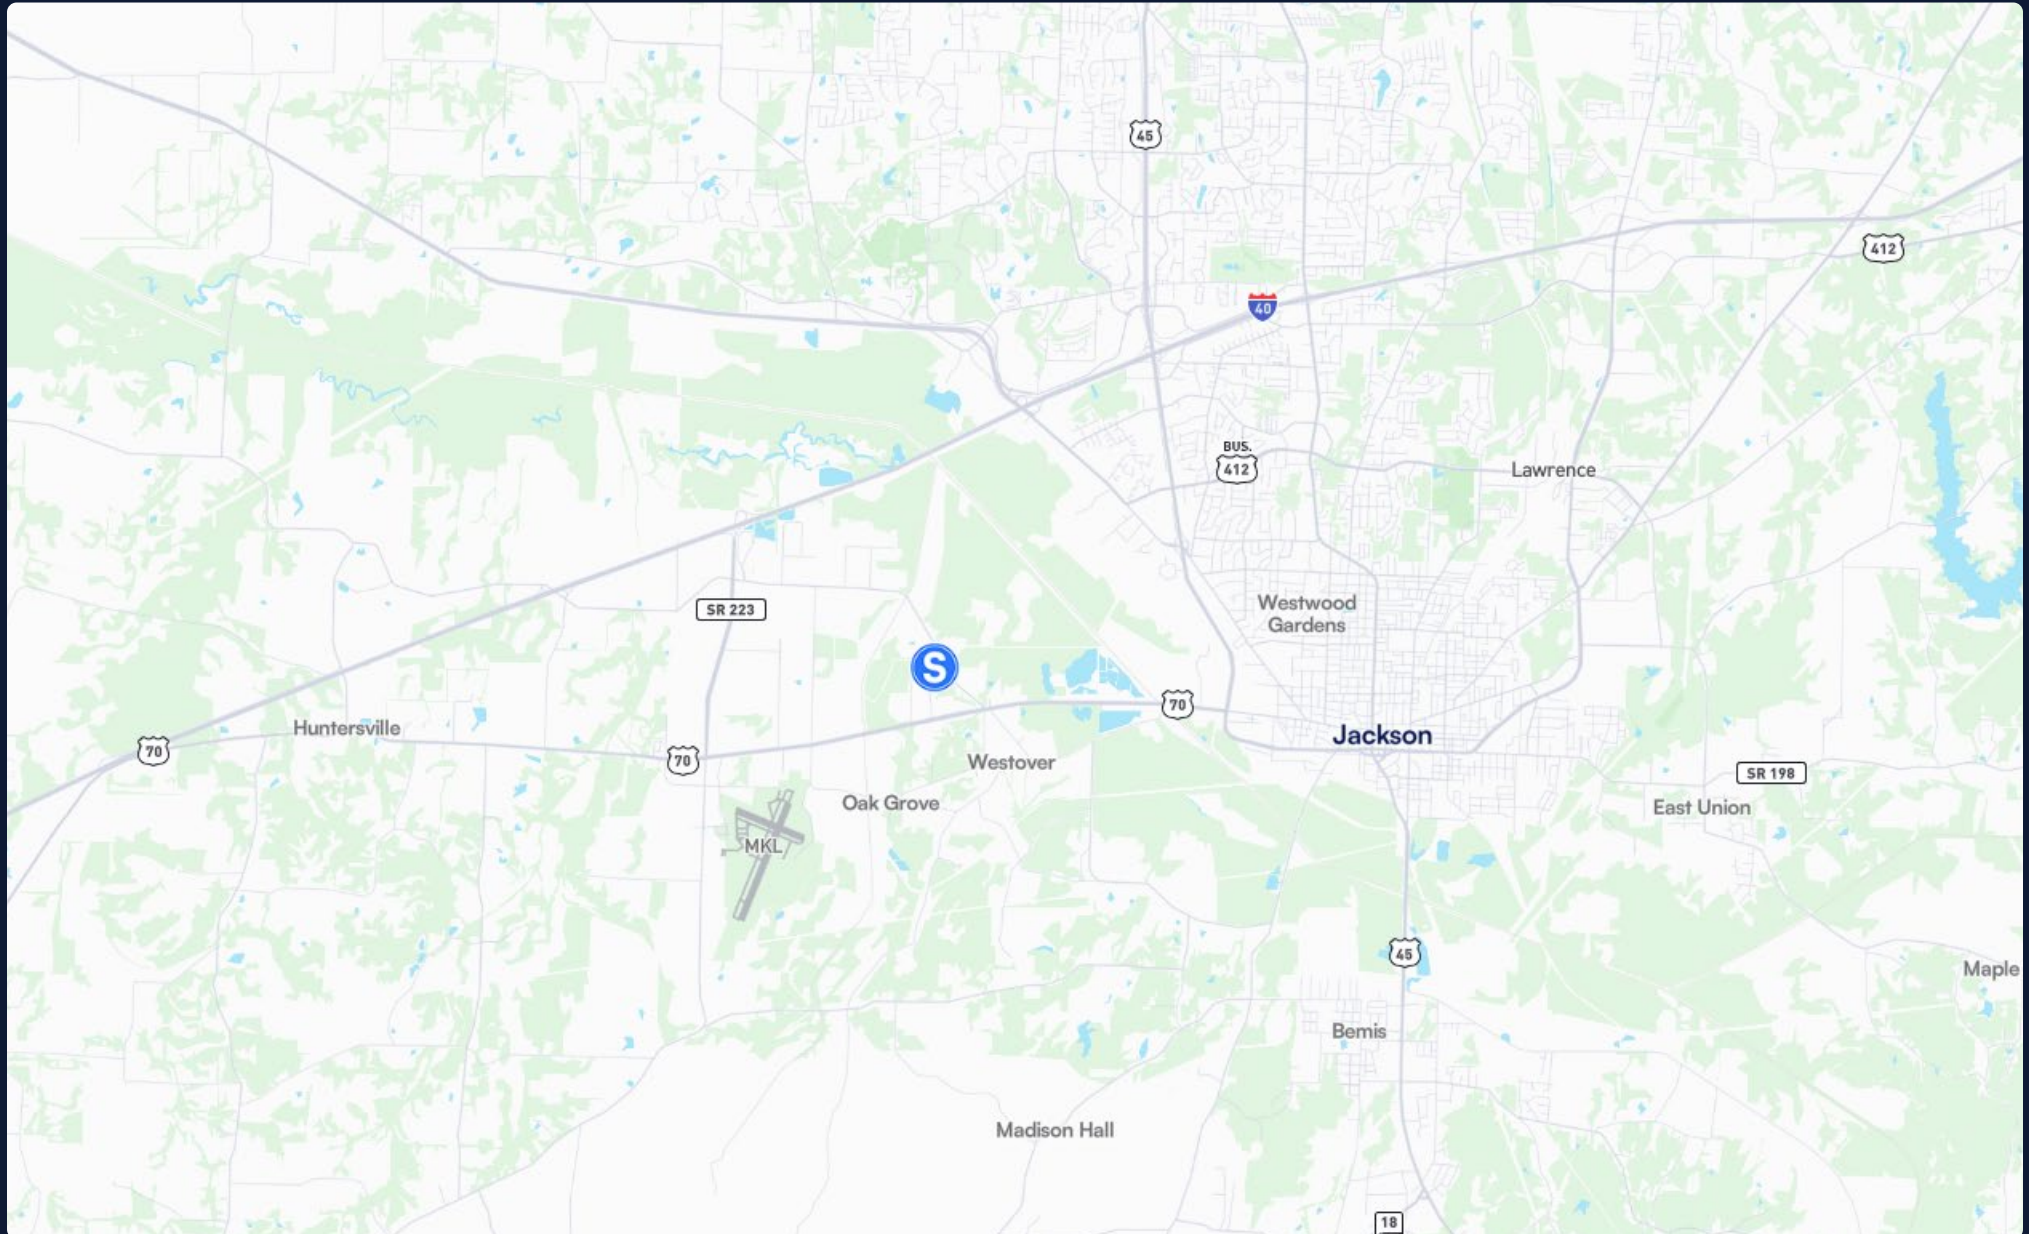 45
412
40
BUS.
412
Lawrence
SR 223
Westwood
Gardens
S
70
Huntersville
70
70
Jackson
Westover
SR 198
Oak Grove
East Union
MKL
45
Maple
Bemis
Madison Hall
18